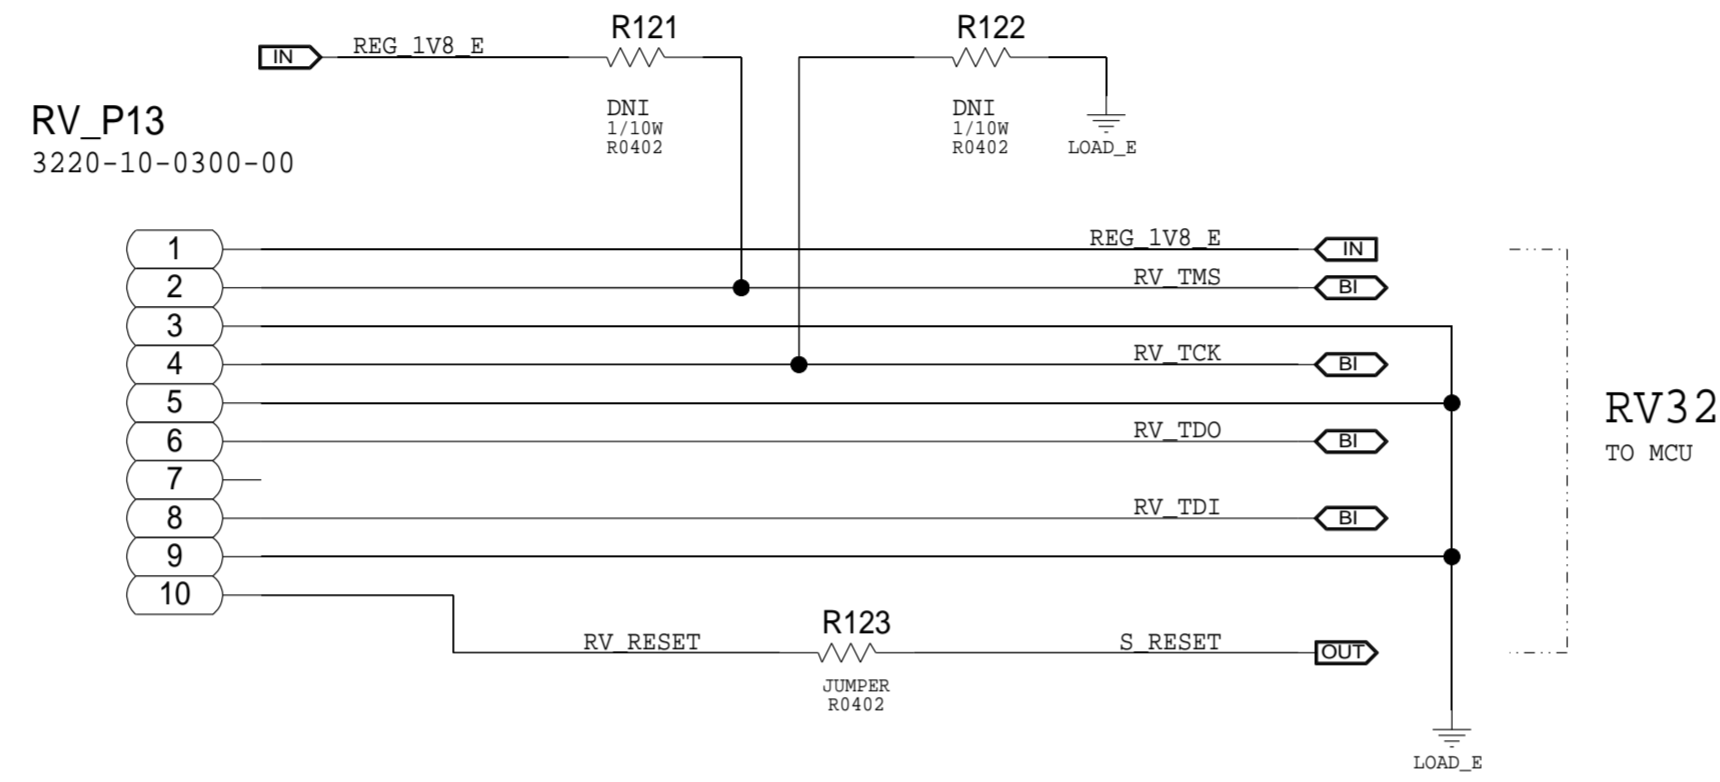 R121
R122
IN
REG_1V8_E
DNI
1/10W
R0402
DNI
1/10W
R0402
LOAD_E
RV_P13
3220-10-0300-00
1
REG_1V8_E
IN
2
RV_TMS
BI
3
4
RV_TCK
BI
5
6
RV_TDO
BI
7
8
RV_TDI
BI
9
10
RV32
TO MCU
R123
RV_RESET
S_RESET
OUT
JUMPER
R0402
LOAD_E